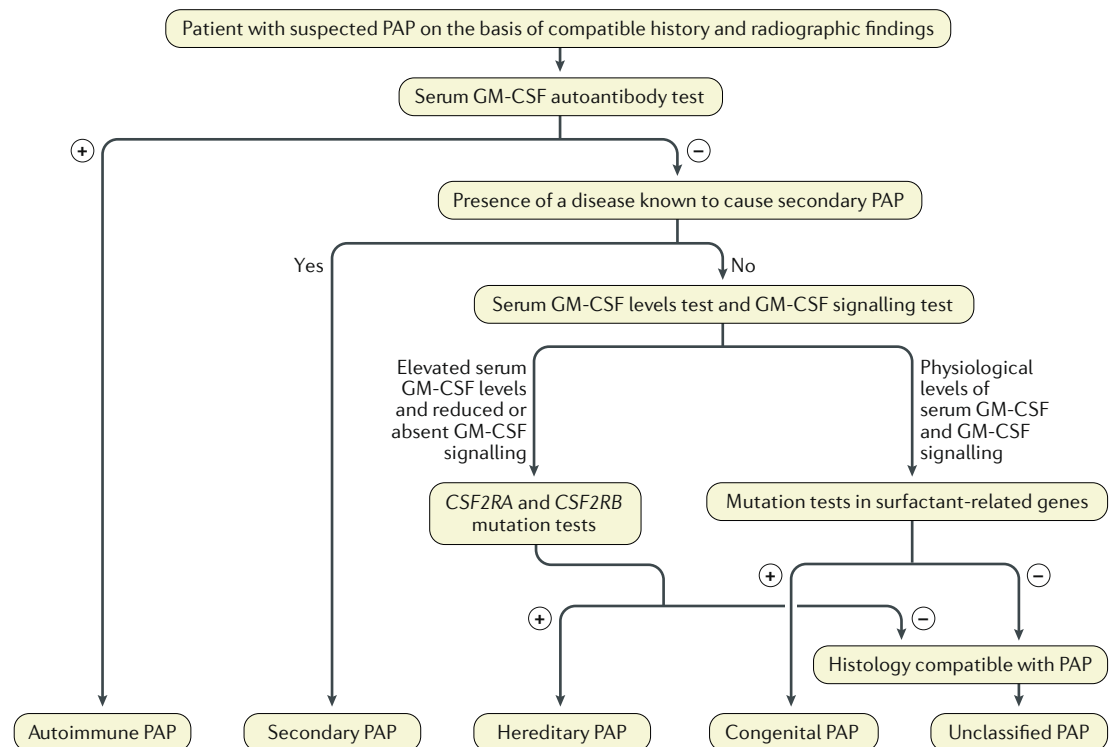 Patient with suspected PAP on the basis of compatible history and radiographic findings
Serum GM-CSF autoantibody test
+
−
Presence of a disease known to cause secondary PAP
Yes
No
Serum GM-CSF levels test and GM-CSF signalling test
Elevated serum
GM-CSF levels
and reduced or
absent GM-CSF
signalling
Physiological
levels of
serum GM-CSF
and GM-CSF
signalling
CSF2RA and CSF2RB
mutation tests
Mutation tests in surfactant-related genes
+
−
+
−
Histology compatible with PAP
Autoimmune PAP
Secondary PAP
Hereditary PAP
Congenital PAP
Unclassified PAP